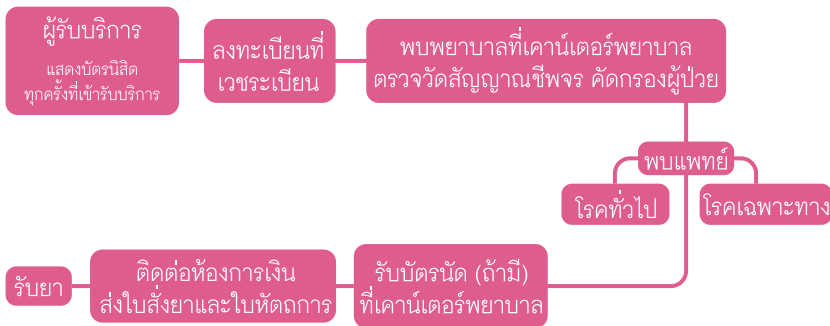 ผู้รับบริการ
แสดงบัตรนิสิต
ทุกครั้งที่เข้ารับบริการ
ลงทะเบียนที่
เวชระเบียน
พบพยาบาลที่เคาน์เตอร์พยาบาล
ตรวจวัดสัญญาณชีพจร คัดกรองผู้ป่วย
พบแพทย์
โรคทั่วไป
โรคเฉพาะทาง
รับบัตรนัด (ถ้ามี)
ที่เคาน์เตอร์พยาบาล
ติดต่อห้องการเงิน
ส่งใบสั่งยาและใบหัตถการ
รับยา